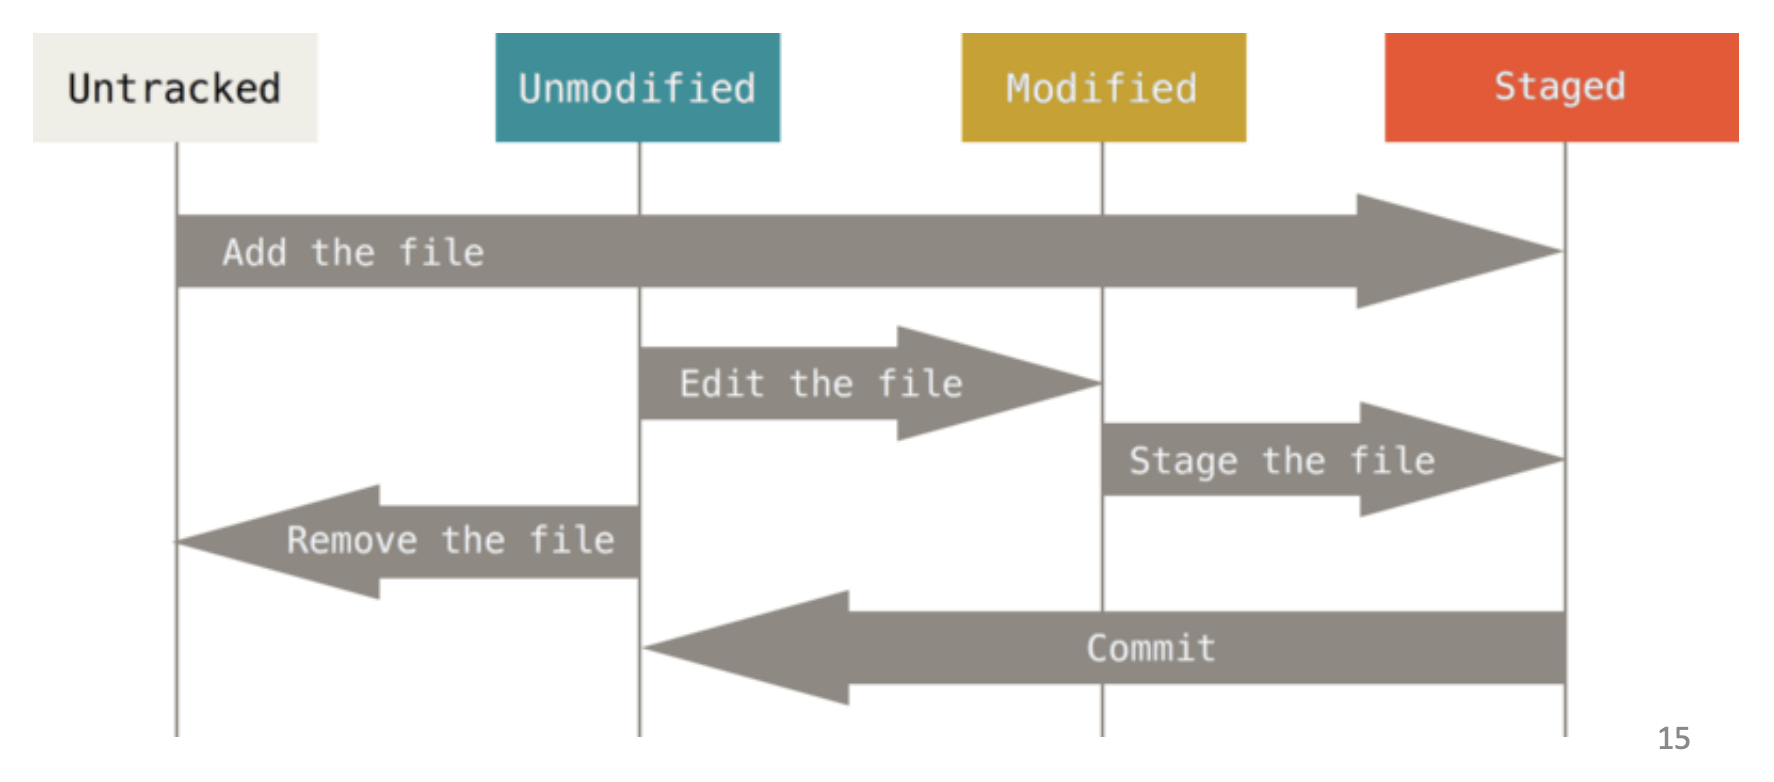 Untracked
Unmodified
Modified
Staged
Add the file
Edit the file
Stage the file
Remove the file
Commit
15